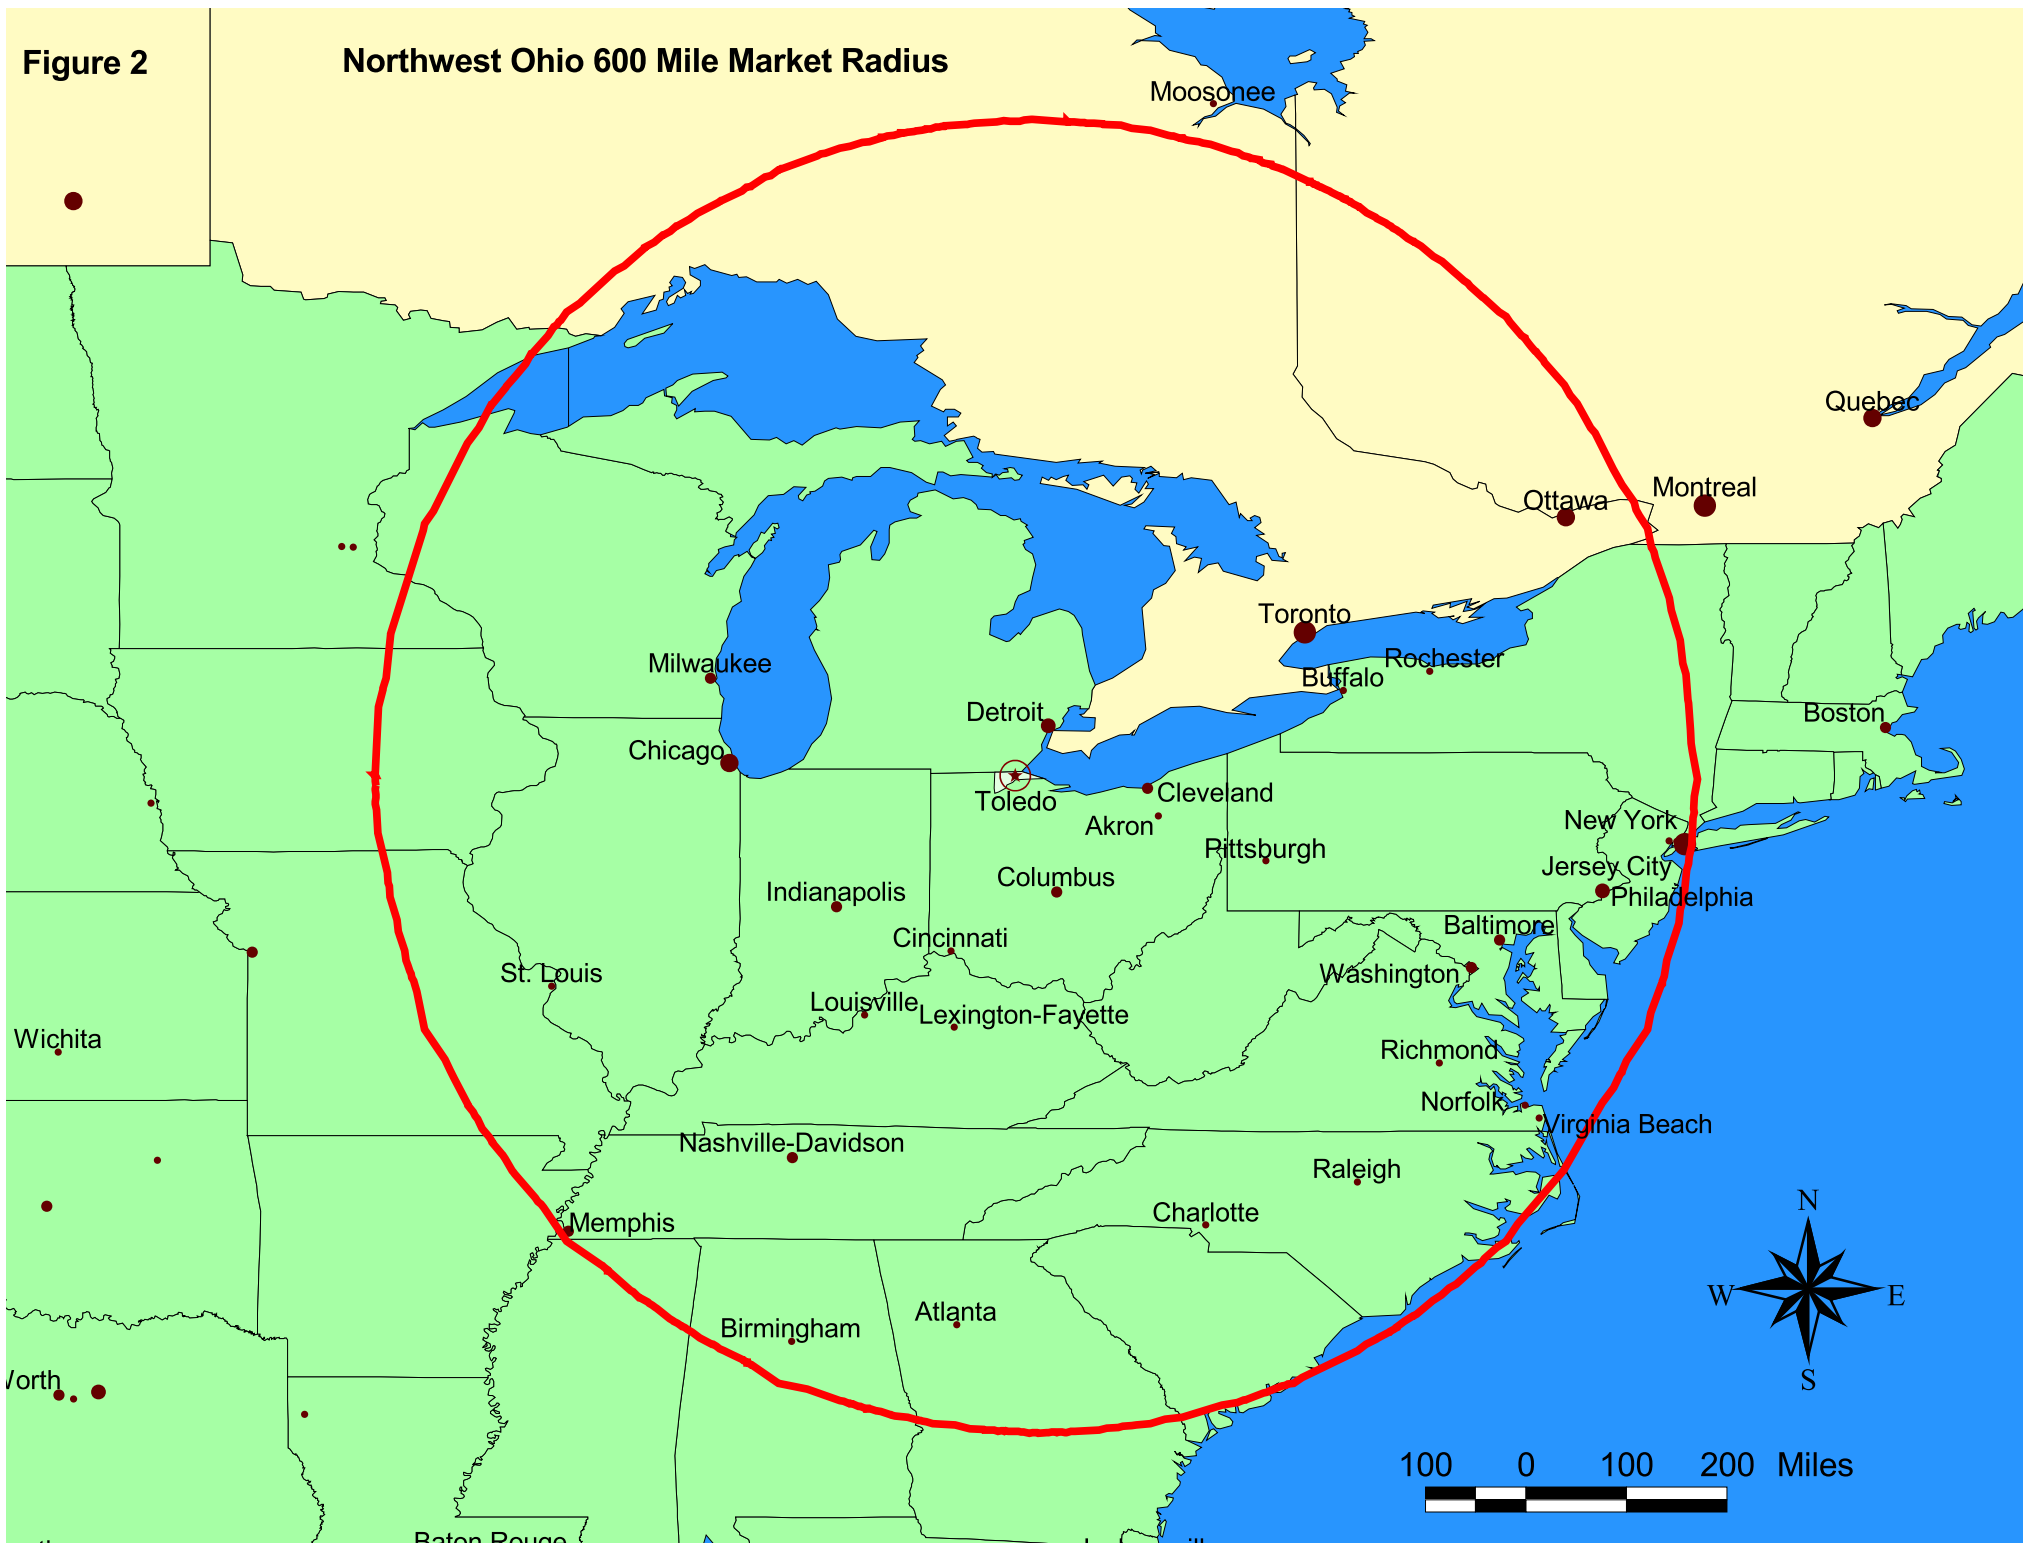 Figure 2
Northwest Ohio 600 Mile Market Radius
Moosonee
Quebec
Montreal
Ottawa
Toronto
Rochester
Buffalo
Milwaukee
Detroit
Boston
Chicago
Toledo
Cleveland
Akron
New York
Pittsburgh
Jersey City
Columbus
Indianapolis
Philadelphia
Baltimore
Cincinnati
St. Louis
Washington
Louisville
Lexington-Fayette
Wichita
Richmond
Norfolk
Virginia Beach
Nashville-Davidson
Raleigh
Memphis
Charlotte
N
W
E
S
Atlanta
Birmingham
Worth
100 0 100 200 Miles
Baton Rouge